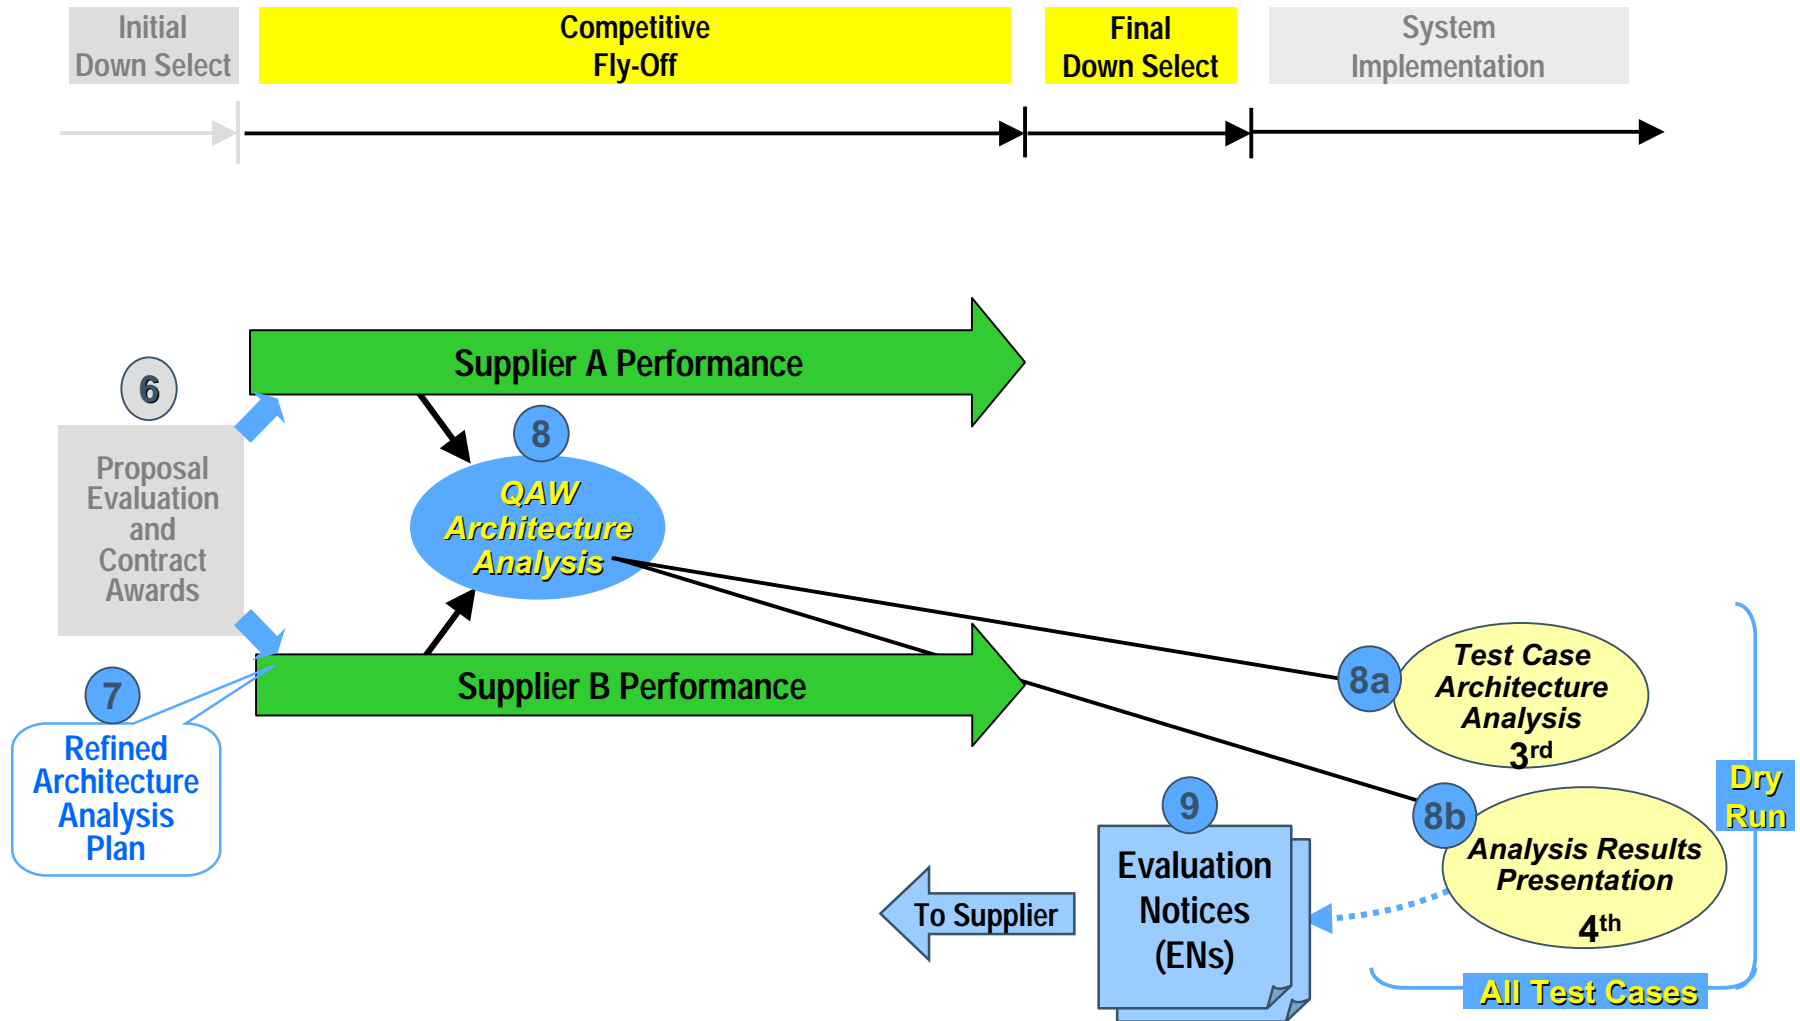 Initial
Down Select
Competitive
Fly-Off
Final
Down Select
System
Implementation
Supplier A Performance
6
Proposal
Evaluation
and
Contract
Awards
8
QAW
Architecture
Analysis
Supplier B Performance
7
Refined
Architecture
Analysis
Plan
8a
Test Case
Architecture
Analysis
3rd
8b
Analysis Results
Presentation
4th
Dry
Run
All Test Cases
9
Evaluation
Notices
(ENs)
To Supplier